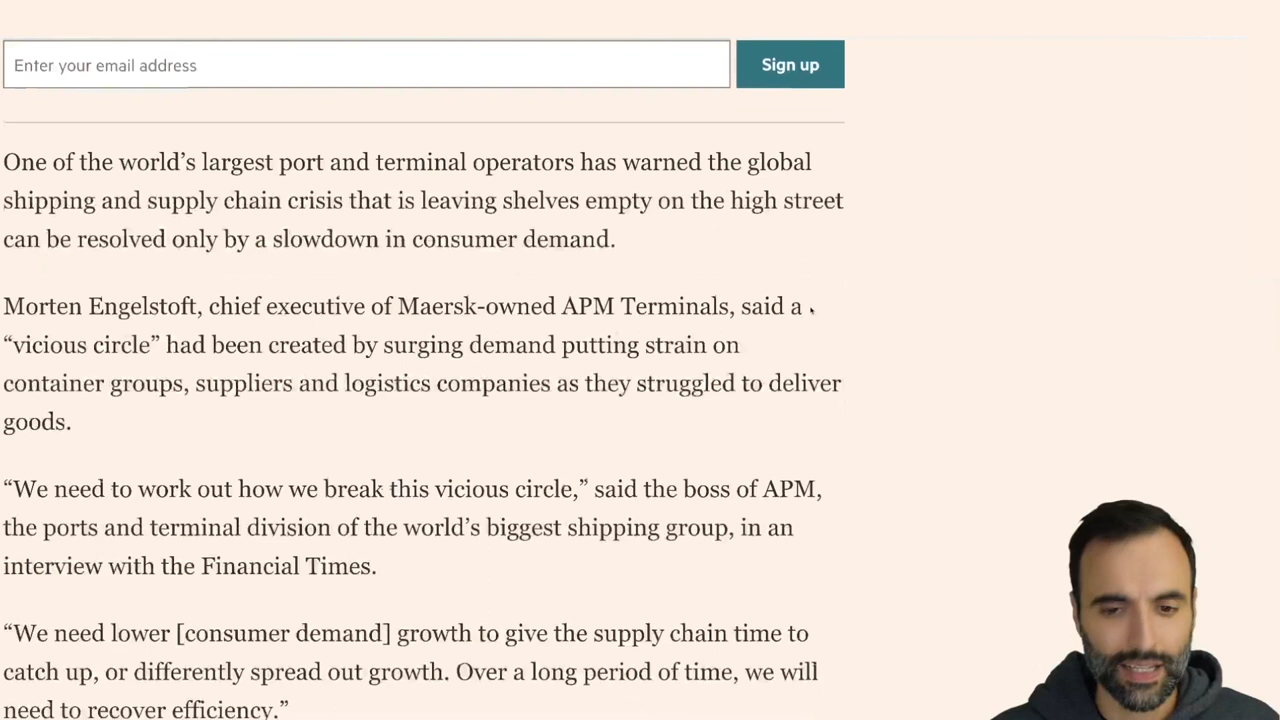 Enter your email address
Sign up
One of the world’s largest port and terminal operators has warned the global
shipping and supply chain crisis that is leaving shelves empty on the high street
can be resolved only by a slowdown in consumer demand.
Morten Engelstoft, chief executive of Maersk-owned APM Terminals, said a
“vicious circle” had been created by surging demand putting strain on
container groups, suppliers and logistics companies as they struggled to deliver
goods.
“We need to work out how we break this vicious circle,” said the boss of APM,
the ports and terminal division of the world’s biggest shipping group, in an
interview with the Financial Times.
“We need lower [consumer demand] growth to give the supply chain time to
catch up, or differently spread out growth. Over a long period of time, we will
need to recover efficiency.”